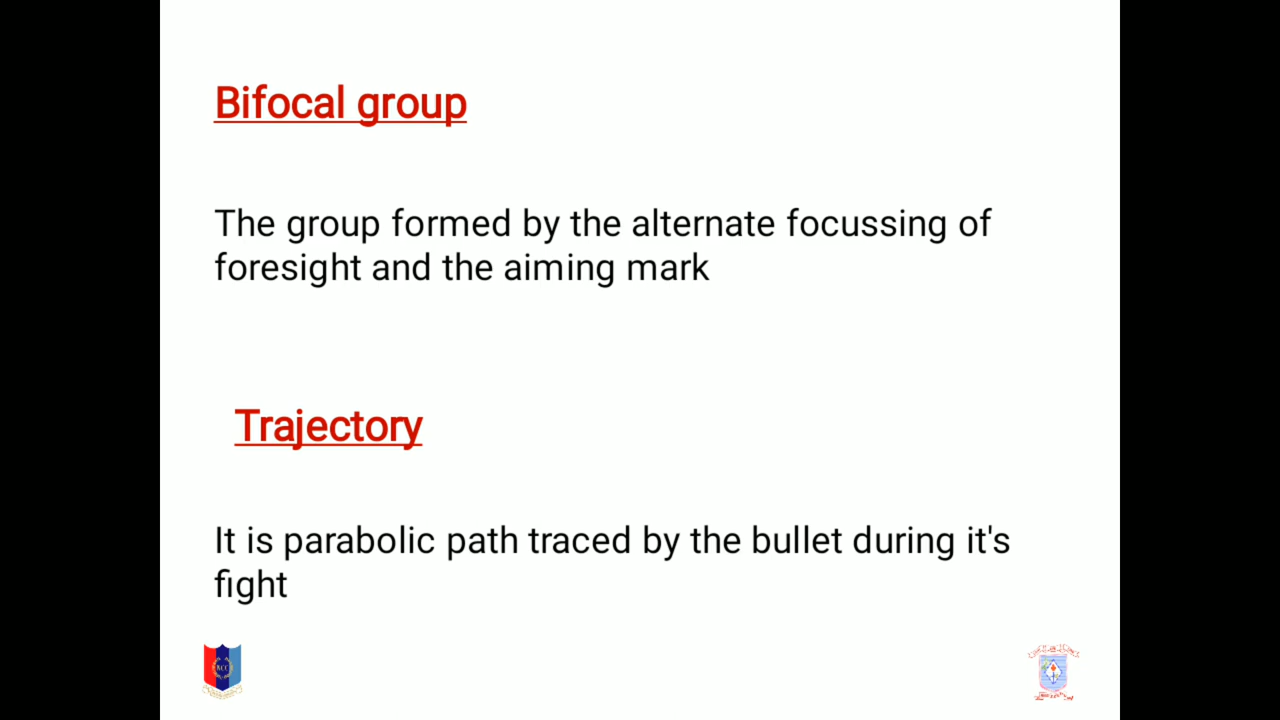 Bifocal group
The group formed by the alternate focussing of
foresight and the aiming mark
Trajectory
It is parabolic path traced by the bullet during it's
fight
NCC